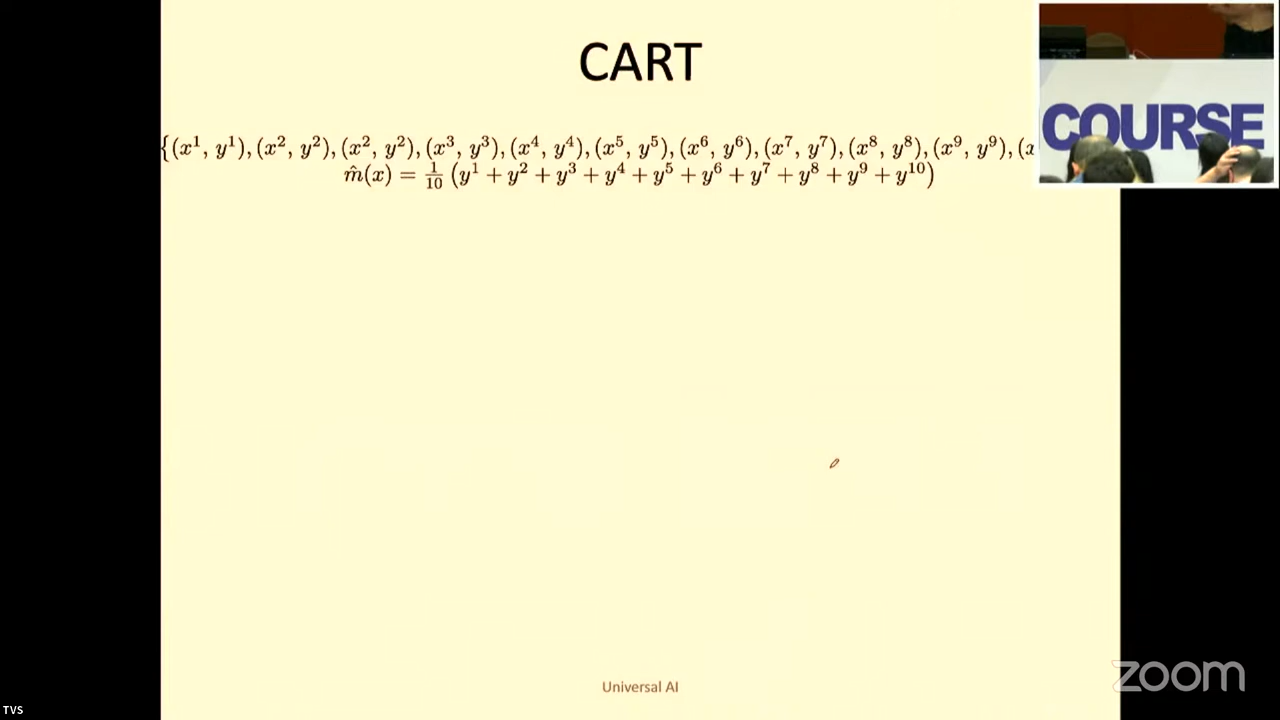 CART
{(x¹, y¹), (x², y²), (x², y²), (x³, y³), (x⁴, y⁴), (x⁵, y⁵), (x⁶, y⁶), (x⁷, y⁷), (x⁸, y⁸), (x⁹, y⁹), (x
m̂(x) = 1/10 (y¹ + y² + y³ + y⁴ + y⁵ + y⁶ + y⁷ + y⁸ + y⁹ + y¹⁰)
COURSE
Universal AI
zoom
TVS